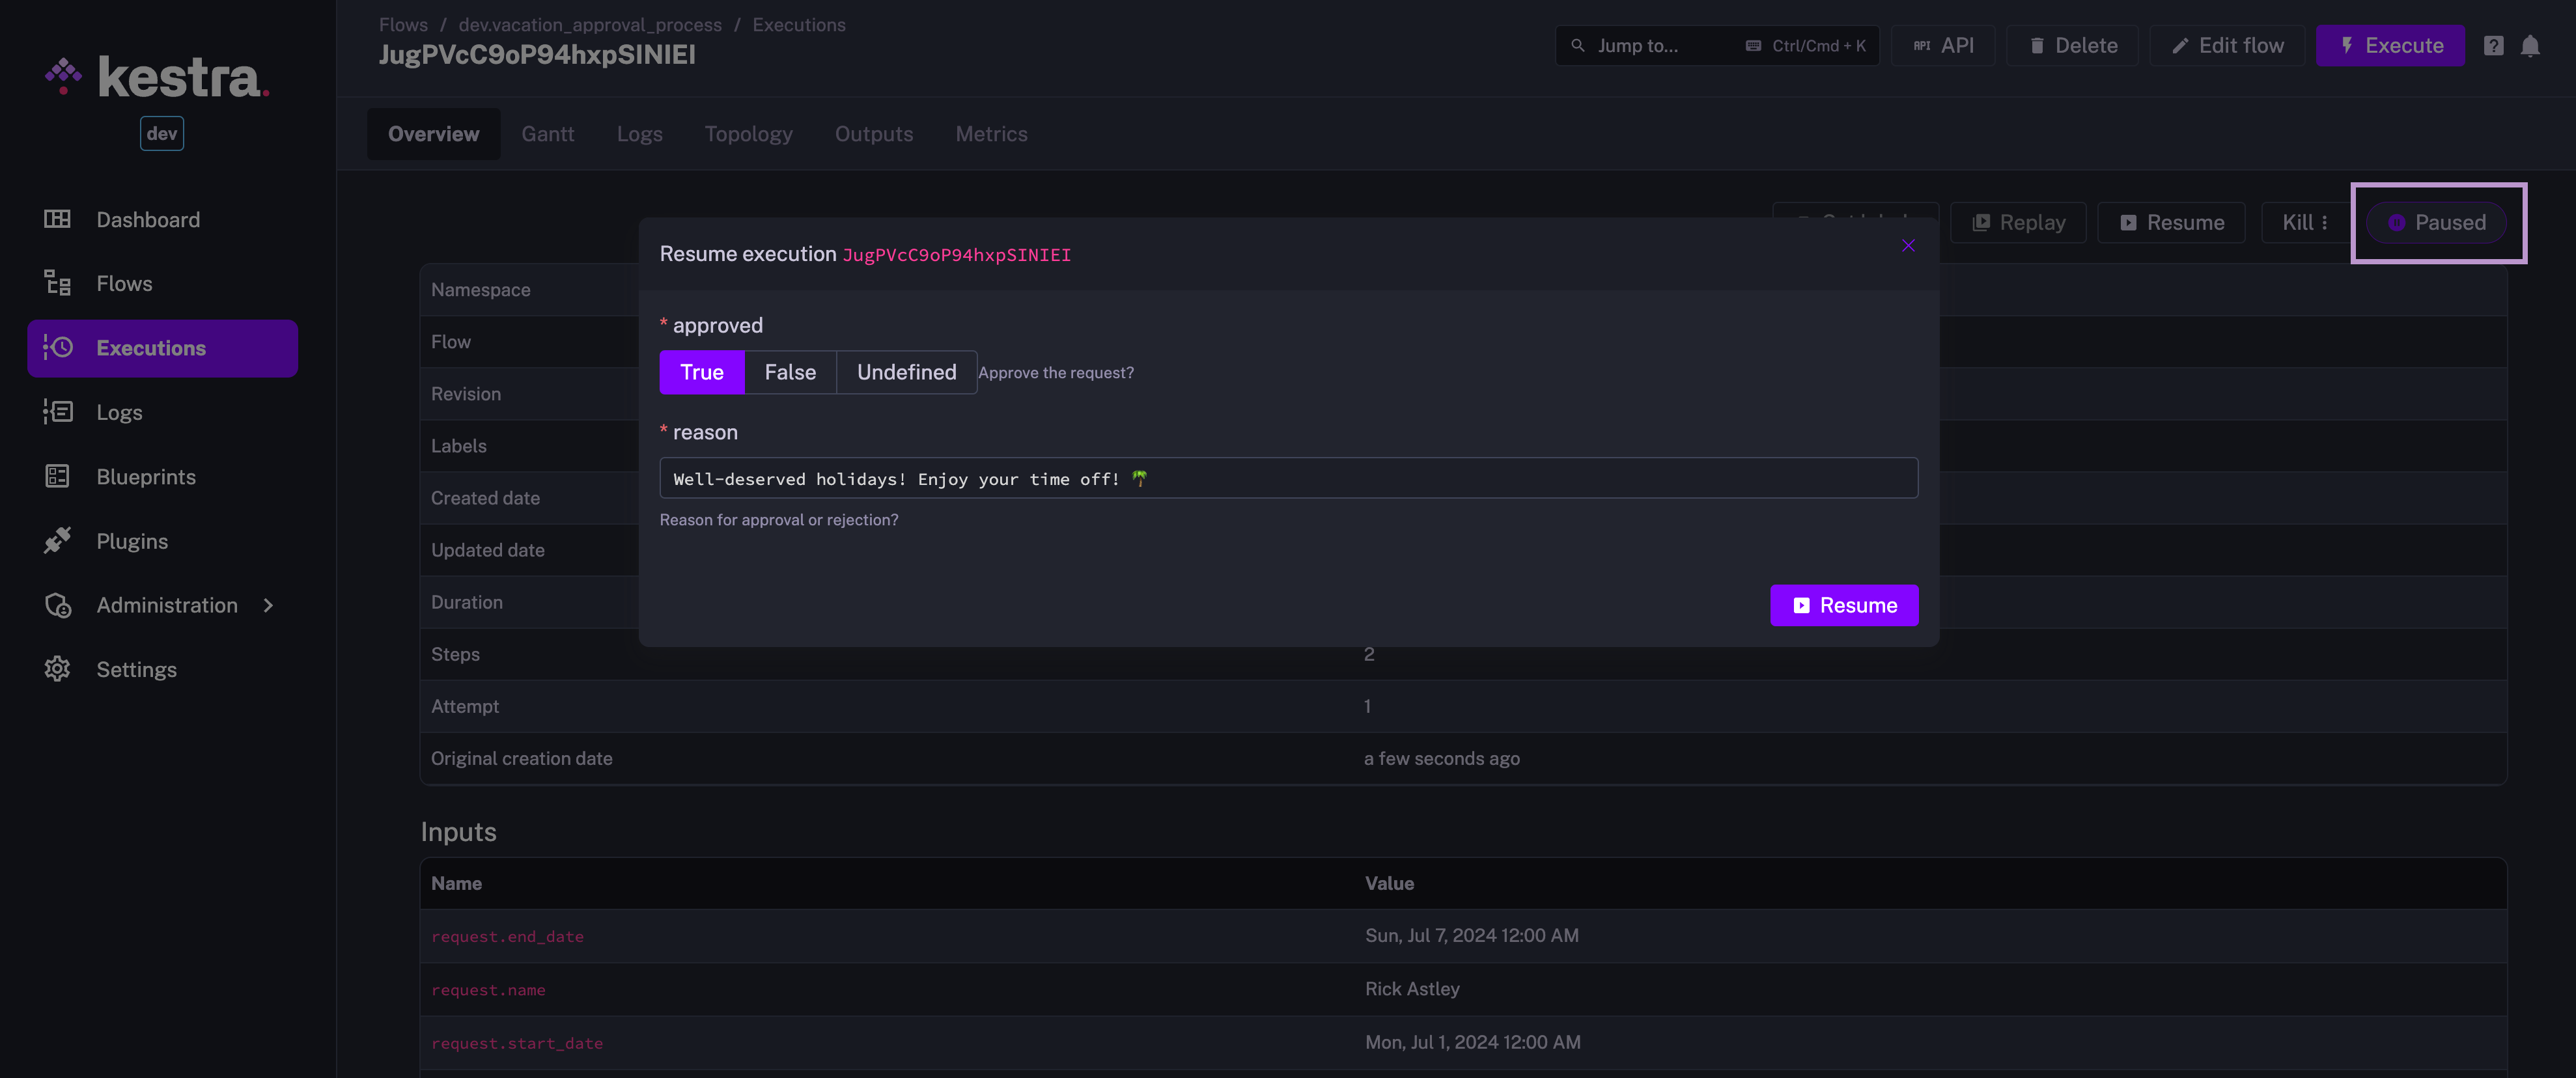 kestra.
dev
Dashboard
Flows
Executions
Logs
Blueprints
Plugins
Administration
Settings
Flows / dev.vacation_approval_process / Executions
JugPVcC9oP94hxpSINIEI
Jump to... Ctrl/Cmd + K
API API
Delete
Edit flow
Execute
Overview Gantt Logs Topology Outputs Metrics
Replay
Resume
Kill
Paused
Resume execution JugPVcC9oP94hxpSINIEI
* approved
True False Undefined Approve the request?
* reason
Well-deserved holidays! Enjoy your time off! 🌴
Reason for approval or rejection?
Resume
Namespace
Flow
Revision
Labels
Created date
Updated date
Duration
Steps 2
Attempt 1
Original creation date a few seconds ago
Inputs
Name Value
request.end_date Sun, Jul 7, 2024 12:00 AM
request.name Rick Astley
request.start_date Mon, Jul 1, 2024 12:00 AM